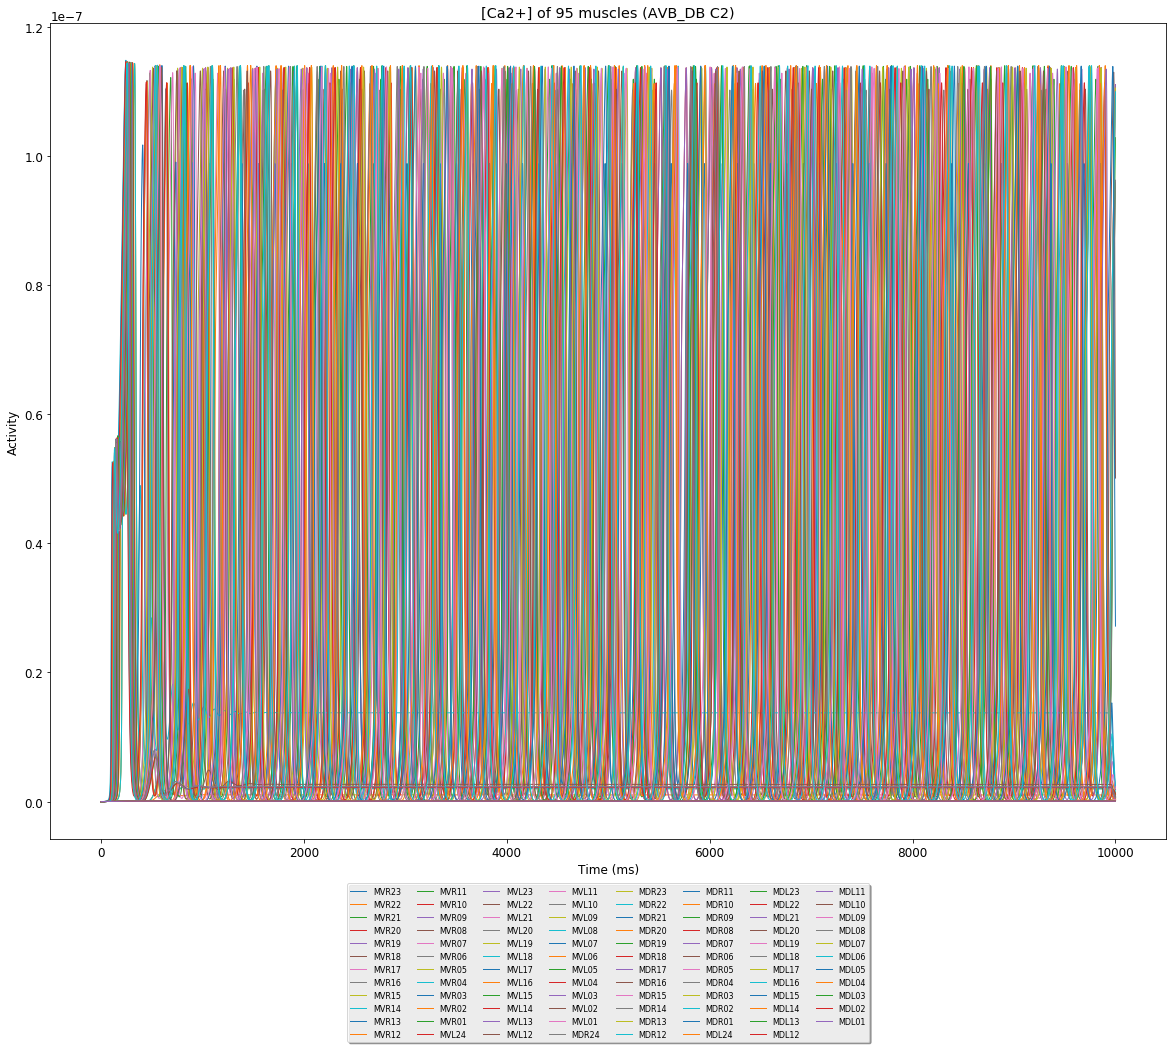 [Ca2+] of 95 muscles (AVB_DB C2)
1e−7
1.2
1.0
0.8
0.6
0.4
0.2
0.0
Activity
0 2000 4000 6000 8000 10000
Time (ms)
MVR23 MVR11 MVL23 MVL11 MDR23 MDR11 MDL23 MDL11
MVR22 MVR10 MVL22 MVL10 MDR22 MDR10 MDL22 MDL10
MVR21 MVR09 MVL21 MVL09 MDR21 MDR09 MDL21 MDL09
MVR20 MVR08 MVL20 MVL08 MDR20 MDR08 MDL20 MDL08
MVR19 MVR07 MVL19 MVL07 MDR19 MDR07 MDL19 MDL07
MVR18 MVR06 MVL18 MVL06 MDR18 MDR06 MDL18 MDL06
MVR17 MVR05 MVL17 MVL05 MDR17 MDR05 MDL17 MDL05
MVR16 MVR04 MVL16 MVL04 MDR16 MDR04 MDL16 MDL04
MVR15 MVR03 MVL15 MVL03 MDR15 MDR03 MDL15 MDL03
MVR14 MVR02 MVL14 MVL02 MDR14 MDR02 MDL14 MDL02
MVR13 MVR01 MVL13 MVL01 MDR13 MDR01 MDL13 MDL01
MVR12 MVL24 MVL12 MDR24 MDR12 MDL24 MDL12